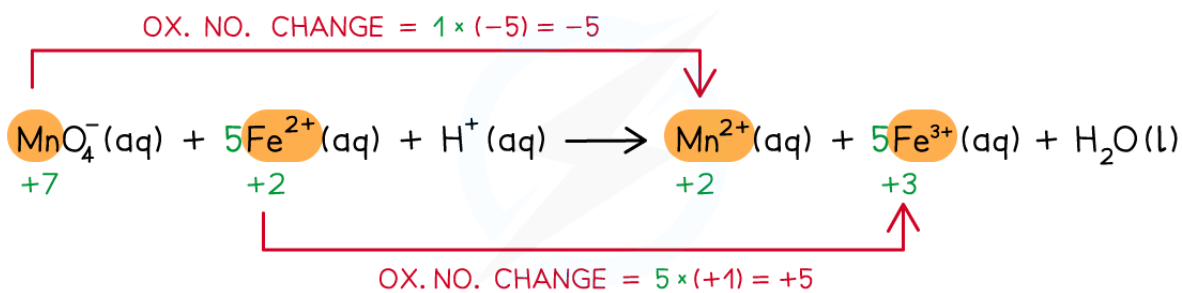 OX. NO. CHANGE = 1 × (−5) = −5
MnO₄⁻(aq) + 5Fe²⁺(aq) + H⁺(aq) ⟶ Mn²⁺(aq) + 5Fe³⁺(aq) + H₂O(l)
+7 +2 +2 +3
OX. NO. CHANGE = 5 × (+1) = +5